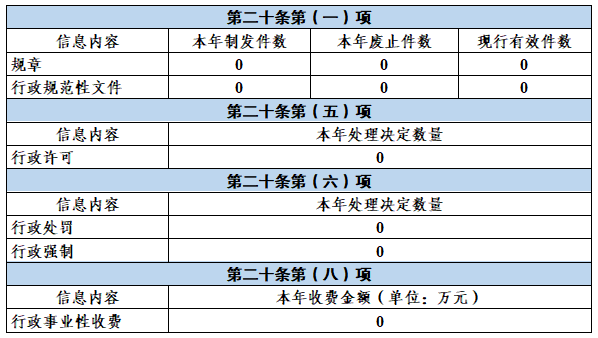 第二十条第（一）项
信息内容 本年制发件数 本年废止件数 现行有效件数
规章 0 0 0
行政规范性文件 0 0 0
第二十条第（五）项
信息内容 本年处理决定数量
行政许可 0
第二十条第（六）项
信息内容 本年处理决定数量
行政处罚 0
行政强制 0
第二十条第（八）项
信息内容 本年收费金额（单位：万元）
行政事业性收费 0